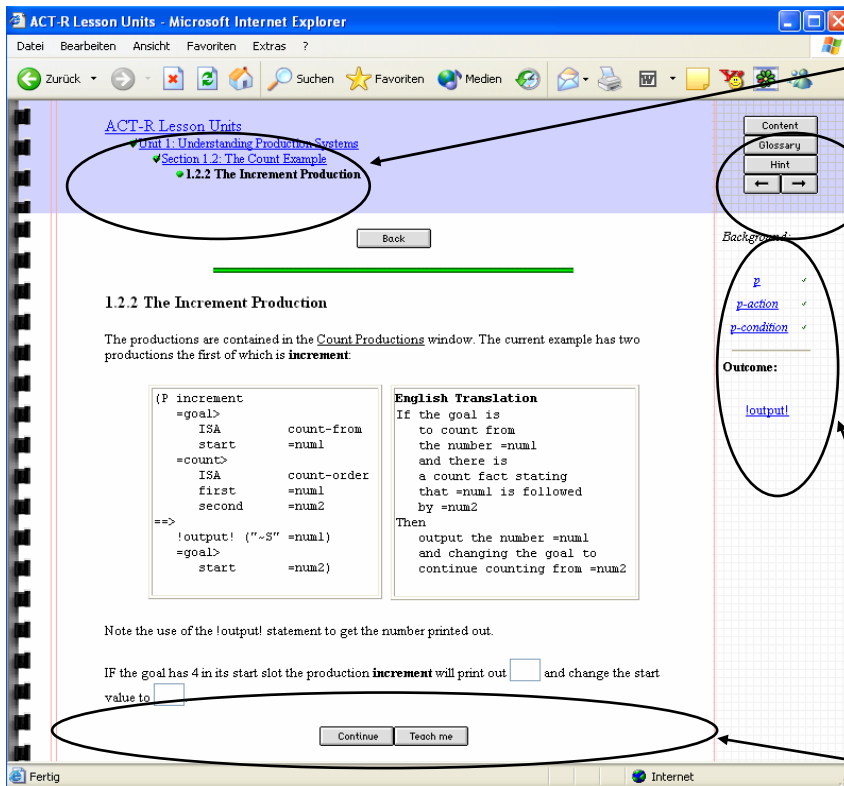 ACT-R Lesson Units - Microsoft Internet Explorer
Datei Bearbeiten Ansicht Favoriten Extras ?
Zurück Suchen Favoriten Medien
ACT-R Lesson Units
Unit 1: Understanding Production Systems
Section 1.2: The Count Example
1.2.2 The Increment Production
Content
Glossary
Hint
Back
Background:
p
p-action
p-condition
Outcome:
!output!
1.2.2 The Increment Production
The productions are contained in the Count Productions window. The current example has two
productions the first of which is increment:
(P increment
=goal>
ISA count-from
start =num1
=count>
ISA count-order
first =num1
second =num2
==>
!output! ("~S" =num1)
=goal>
start =num2)
English Translation
If the goal is
to count from
the number =num1
and there is
a count fact stating
that =num1 is followed
by =num2
Then
output the number =num1
and changing the goal to
continue counting from =num2
Note the use of the !output! statement to get the number printed out.
IF the goal has 4 in its start slot the production increment will print out and change the start
value to
Continue Teach me
Fertig Internet